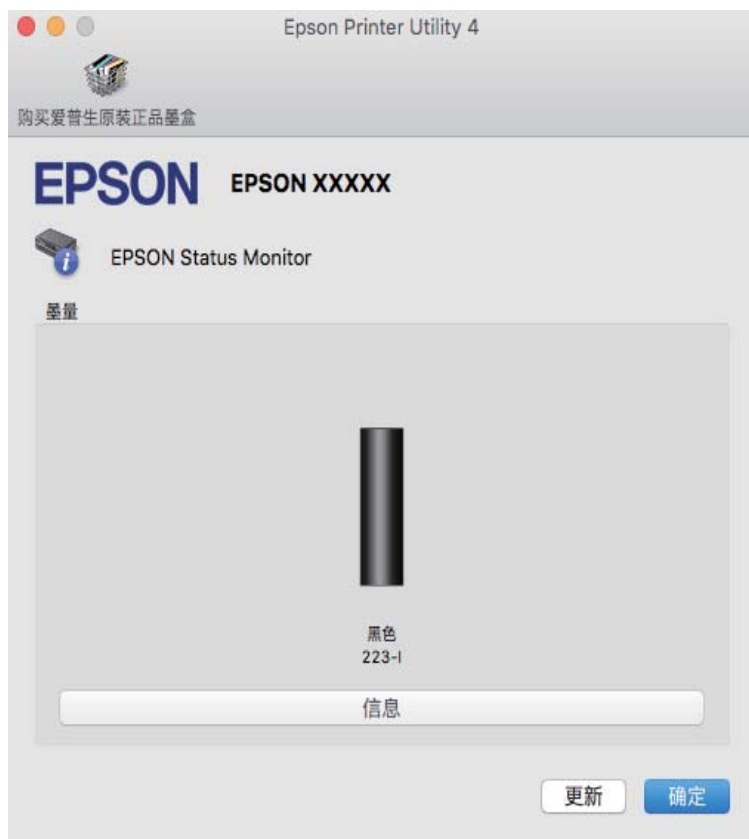 Epson Printer Utility 4
购买爱普生原装正品墨盒
EPSON EPSON XXXXX
EPSON Status Monitor
墨量
黑色
223-I
信息
更新 确定